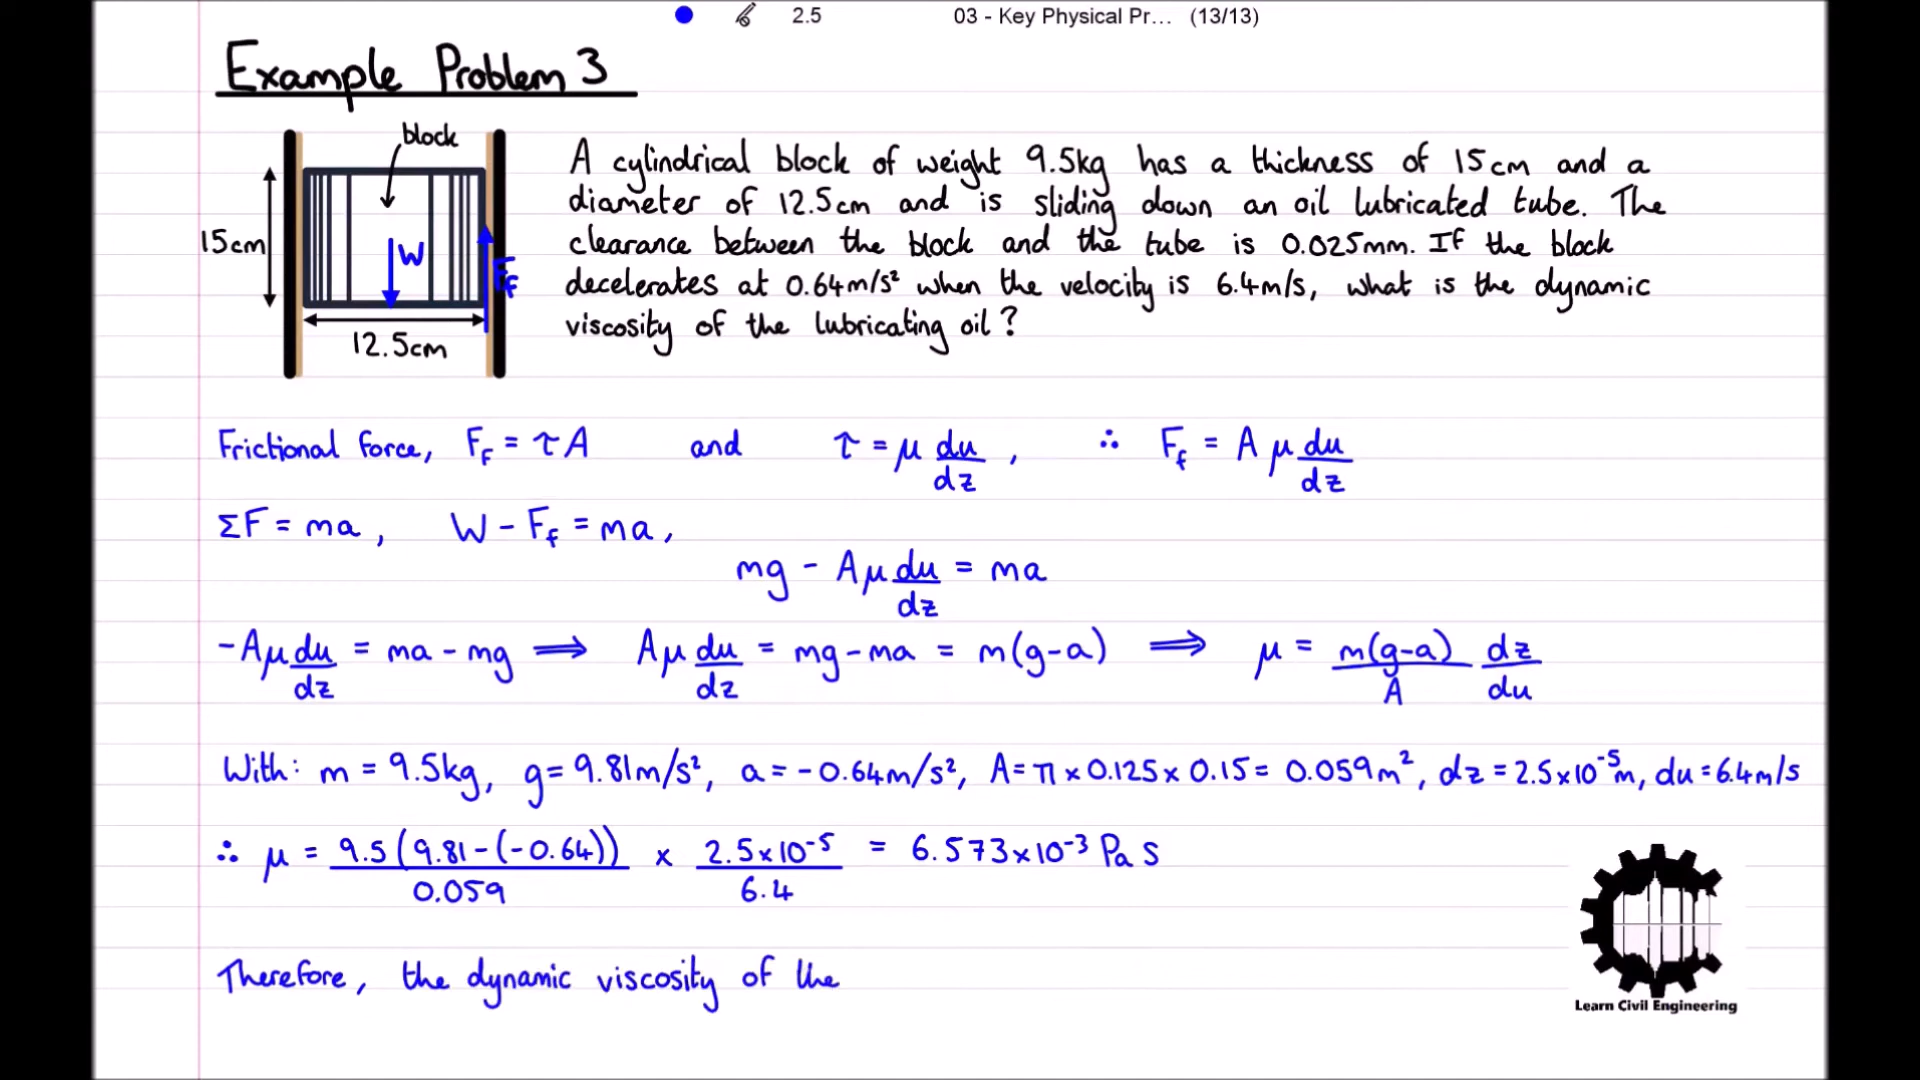 2.5 03 - Key Physical Pr... (13/13)
Example Problem 3
block
15cm
W
Ff
12.5cm
A cylindrical block of weight 9.5kg has a thickness of 15cm and a
diameter of 12.5cm and is sliding down an oil lubricated tube. The
clearance between the block and the tube is 0.025mm. If the block
decelerates at 0.64m/s² when the velocity is 6.4m/s, what is the dynamic
viscosity of the lubricating oil?
Frictional force, Ff = τA and τ = μ du/dz, ∴ Ff = A μ du/dz
ΣF = ma, W - Ff = ma,
mg - Aμ du/dz = ma
-Aμ du/dz = ma - mg ⟹ Aμ du/dz = mg - ma = m(g-a) ⟹ μ = m(g-a)/A dz/du
With: m = 9.5kg, g = 9.81m/s², a = -0.64m/s², A = π × 0.125 × 0.15 = 0.059m², dz = 2.5×10⁻⁵m, du = 6.4m/s
∴ μ = 9.5(9.81-(-0.64))/0.059 × 2.5×10⁻⁵/6.4 = 6.573×10⁻³ Pa s
Therefore, the dynamic viscosity of the
Learn Civil Engineering